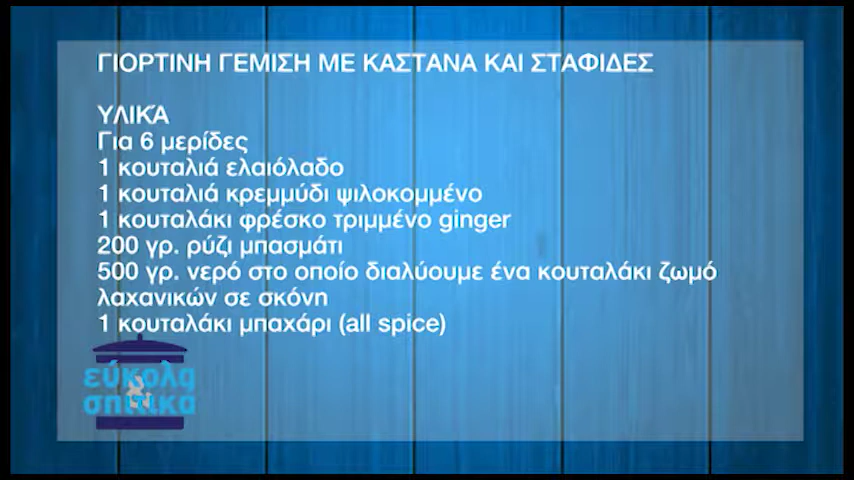 ΓΙΟΡΤΙΝΗ ΓΕΜΙΣΗ ΜΕ ΚΑΣΤΑΝΑ ΚΑΙ ΣΤΑΦΙΔΕΣ
ΥΛΙΚΆ
Για 6 μερίδες
1 κουταλιά ελαιόλαδο
1 κουταλιά κρεμμύδι ψιλοκομμένο
1 κουταλάκι φρέσκο τριμμένο ginger
200 γρ. ρύζι μπασμάτι
500 γρ. νερό στο οποίο διαλύουμε ένα κουταλάκι ζωμό
λαχανικών σε σκόνη
1 κουταλάκι μπαχάρι (all spice)
εύκολα
&
σπιτικα